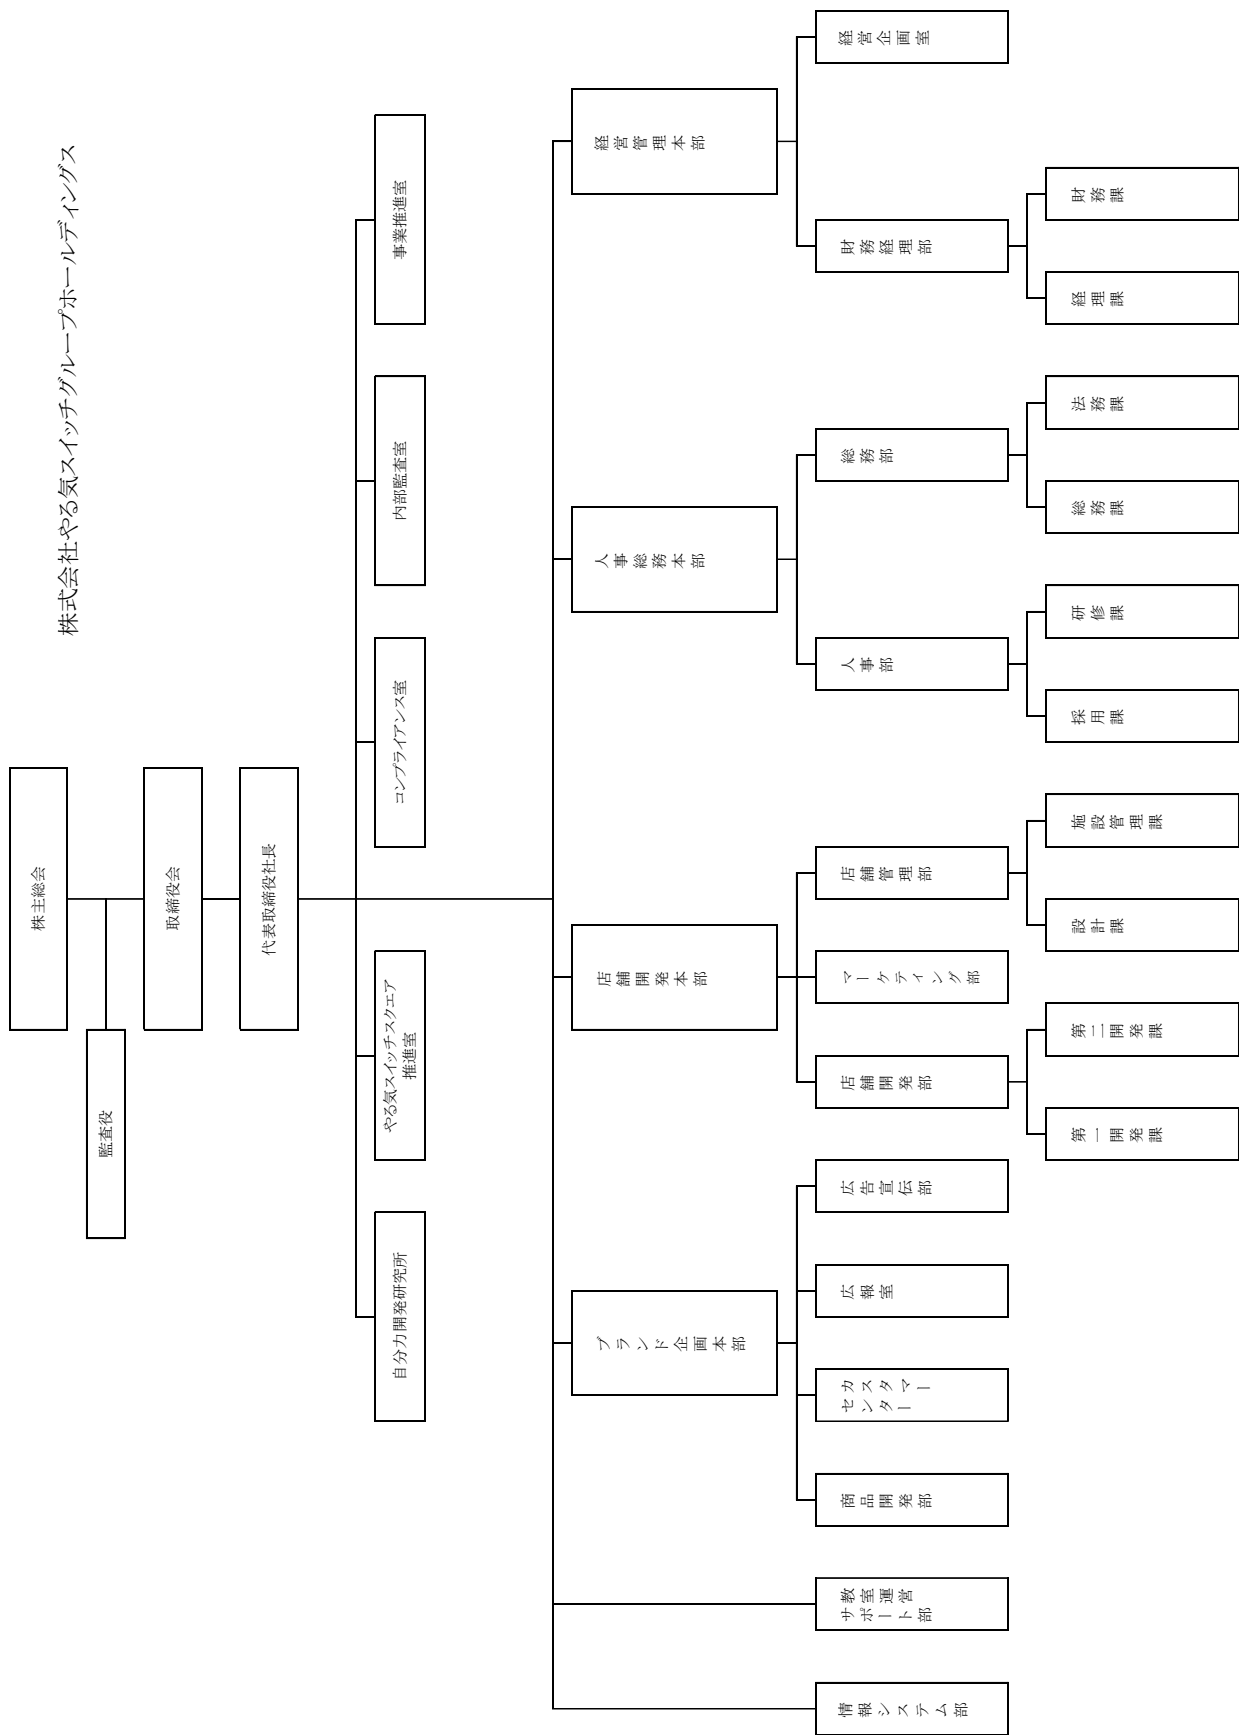 株式会社やる気スイッチグループホールディングス
株主総会
監査役
取締役会
代表取締役社長
自分力開発研究所
やる気スイッチスクエア
推進室
コンプライアンス室
内部監査室
事業推進室
ブランド企画本部
店舗開発本部
人事総務本部
経営管理本部
情報システム部
教室運営
サポート部
商品開発部
カスタマー
センター
広報室
広告宣伝部
店舗開発部
マーケティング部
店舗管理部
人事部
総務部
財務経理部
経営企画室
第一開発課
第二開発課
設計課
施設管理課
採用課
研修課
総務課
法務課
経理課
財務課